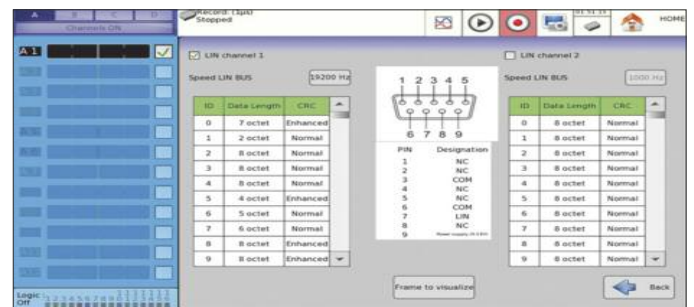 A B C D
Channels ON
Record: (1µs)
Stopped
HOME
A1
LIN channel 1
Speed LIN BUS
19200 Hz
ID Data Length CRC
0 7 octet Enhanced
1 2 octet Normal
2 8 octet Normal
3 8 octet Normal
4 8 octet Normal
5 4 octet Enhanced
6 5 octet Normal
7 6 octet Normal
8 8 octet Enhanced
9 8 octet Enhanced
1 2 3 4 5
6 7 8 9
PIN Designation
1 NC
2 NC
3 COM
4 NC
5 NC
6 COM
7 LIN
8 NC
9 Power supply
Frame to visualize
LIN channel 2
Speed LIN BUS
1000 Hz
ID Data Length CRC
0 8 octet Normal
1 8 octet Normal
2 8 octet Normal
3 8 octet Normal
4 8 octet Normal
5 8 octet Normal
6 8 octet Normal
7 8 octet Normal
8 8 octet Normal
9 8 octet Normal
Back
Logic:
Off